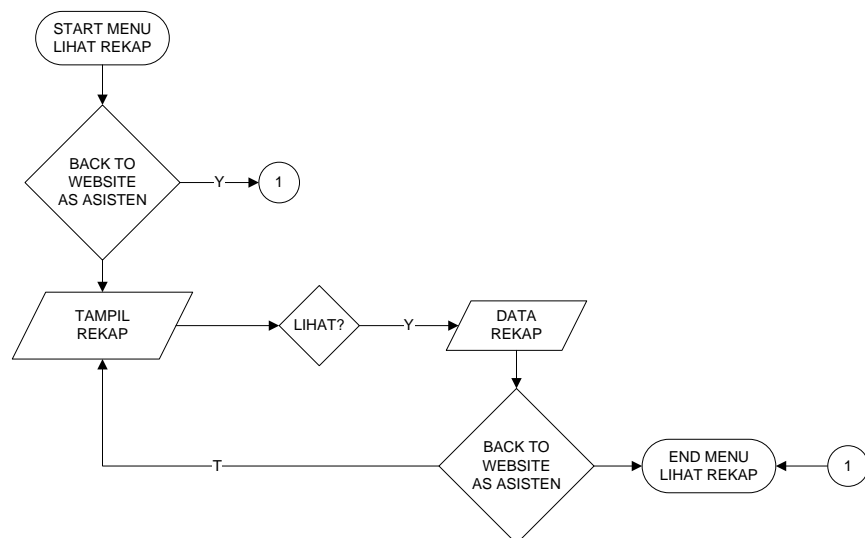 START MENU
LIHAT REKAP
BACK TO
WEBSITE
AS ASISTEN
Y
1
TAMPIL
REKAP
LIHAT?
Y
DATA
REKAP
BACK TO
WEBSITE
AS ASISTEN
T
END MENU
LIHAT REKAP
1